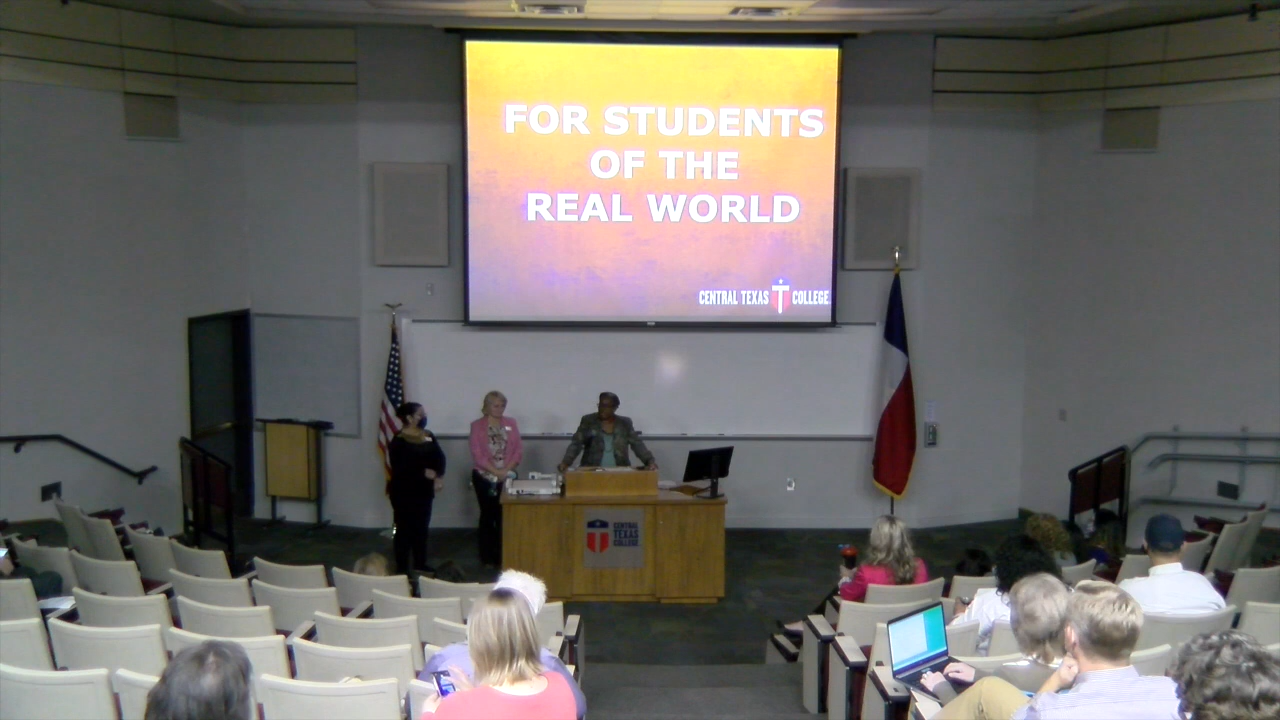 FOR STUDENTS
OF THE
REAL WORLD
CENTRAL TEXAS COLLEGE
CENTRAL
TEXAS
COLLEGE